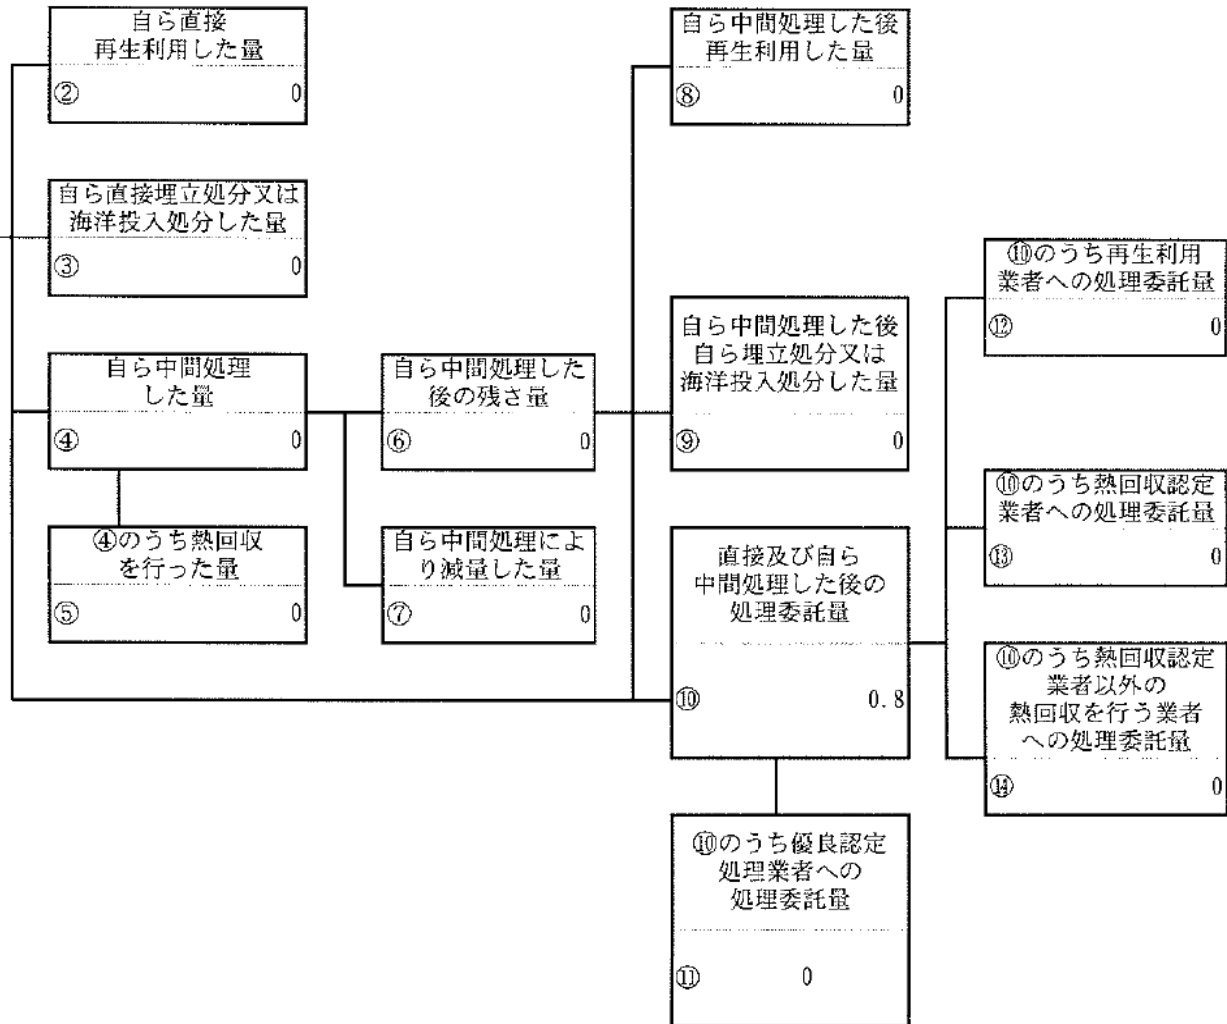 自ら直接
再生利用した量
② 0
自ら直接埋立処分又は
海洋投入処分した量
③ 0
自ら中間処理
した量
④ 0
④のうち熱回収
を行った量
⑤ 0
自ら中間処理した
後の残さ量
⑥ 0
自ら中間処理によ
り減量した量
⑦ 0
自ら中間処理した後
再生利用した量
⑧ 0
自ら中間処理した後
自ら埋立処分又は
海洋投入処分した量
⑨ 0
直接及び自ら
中間処理した後の
処理委託量
⑩ 0.8
⑩のうち優良認定
処理業者への
処理委託量
⑪ 0
⑩のうち再生利用
業者への処理委託量
⑫ 0
⑩のうち熱回収認定
業者への処理委託量
⑬ 0
⑩のうち熱回収認定
業者以外の
熱回収を行う業者
への処理委託量
⑭ 0